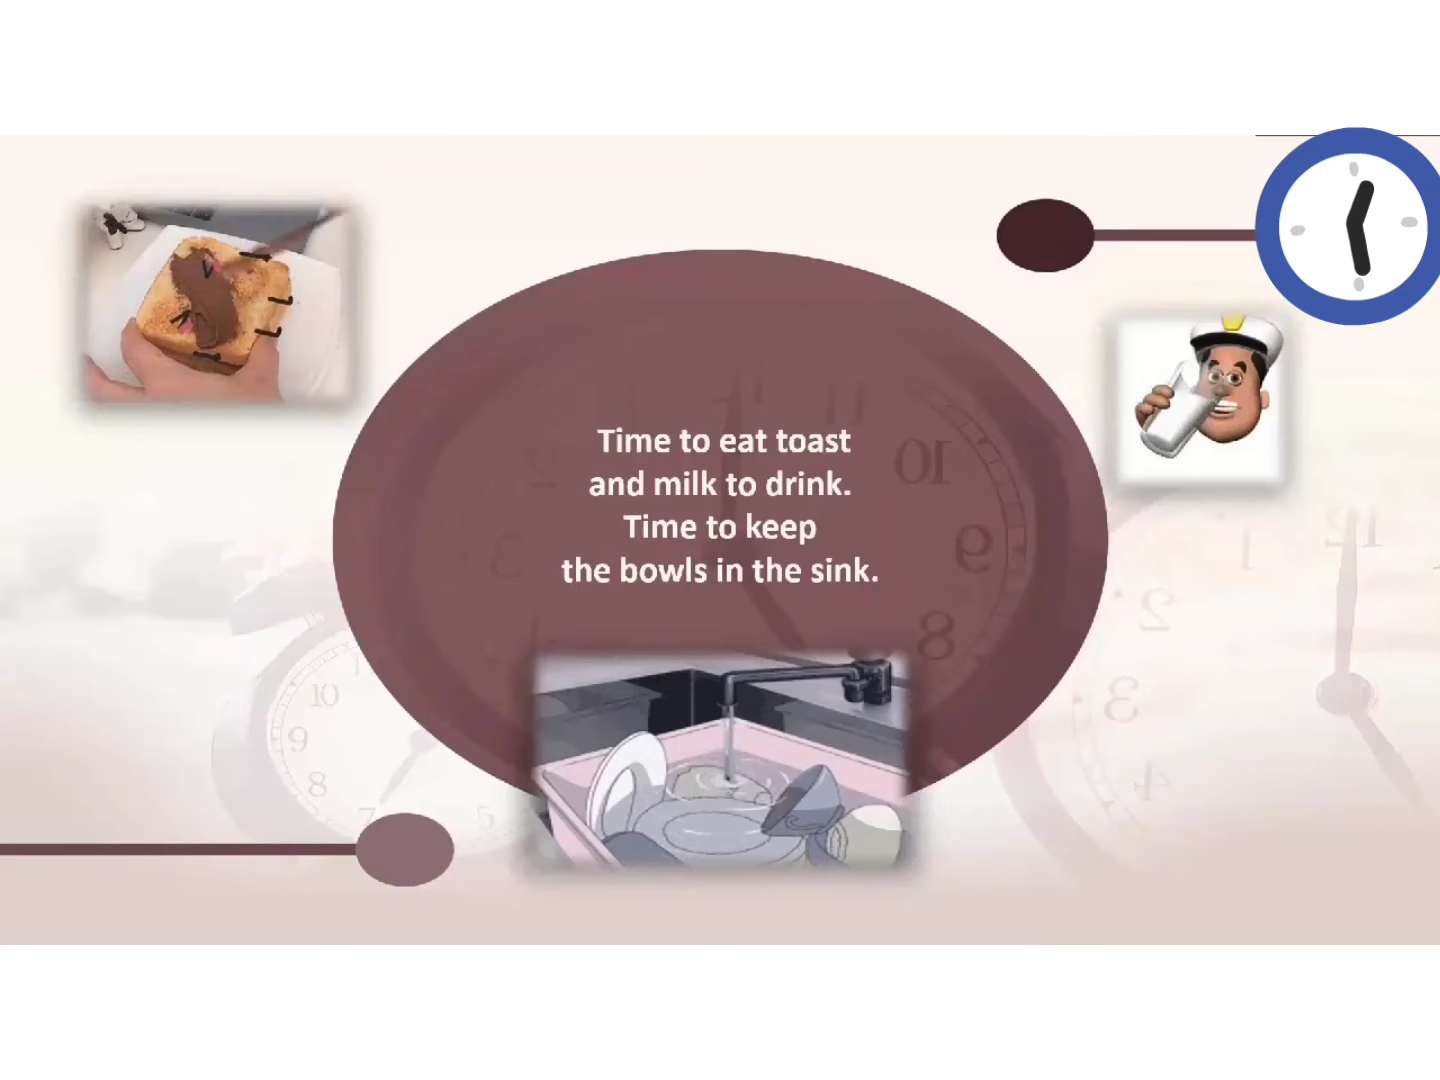 Time to eat toast
and milk to drink.
Time to keep
the bowls in the sink.